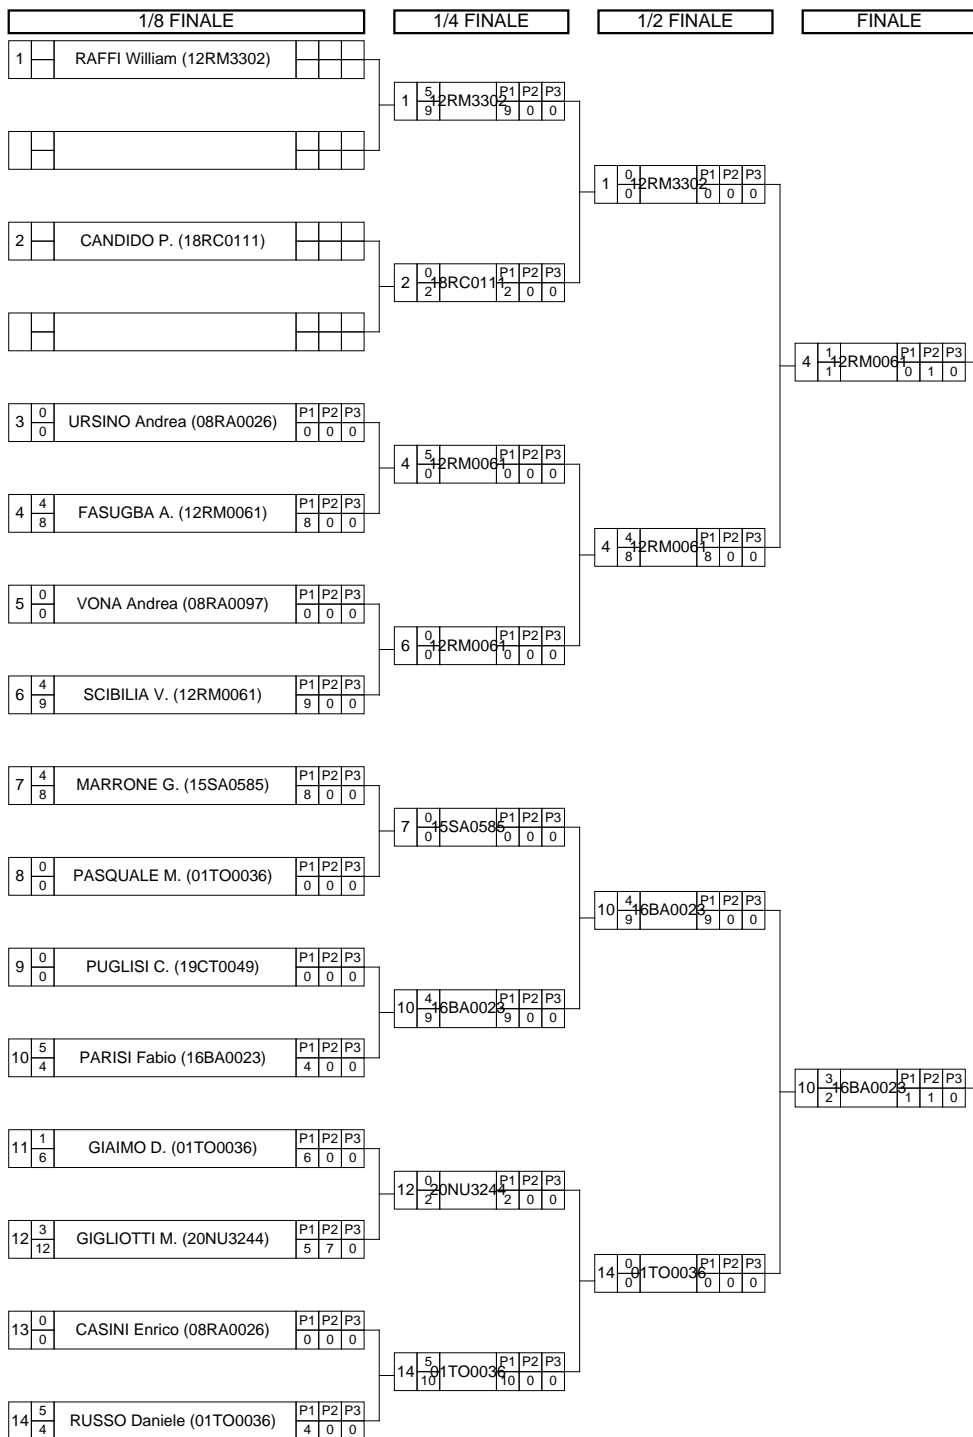 1/8 FINALE
1/4 FINALE
1/2 FINALE
FINALE
1 RAFFI William (12RM3302)
2 CANDIDO P. (18RC0111)
3 0 0 URSINO Andrea (08RA0026) P1 P2 P3 0 0 0
4 4 8 FASUGBA A. (12RM0061) P1 P2 P3 8 0 0
5 0 0 VONA Andrea (08RA0097) P1 P2 P3 0 0 0
6 4 9 SCIBILIA V. (12RM0061) P1 P2 P3 9 0 0
7 4 8 MARRONE G. (15SA0585) P1 P2 P3 8 0 0
8 0 0 PASQUALE M. (01TO0036) P1 P2 P3 0 0 0
9 0 0 PUGLISI C. (19CT0049) P1 P2 P3 0 0 0
10 5 4 PARISI Fabio (16BA0023) P1 P2 P3 4 0 0
11 1 6 GIAIMO D. (01TO0036) P1 P2 P3 6 0 0
12 3 12 GIGLIOTTI M. (20NU3244) P1 P2 P3 5 7 0
13 0 0 CASINI Enrico (08RA0026) P1 P2 P3 0 0 0
14 5 4 RUSSO Daniele (01TO0036) P1 P2 P3 4 0 0
1 5 9 12RM3302 P1 P2 P3 9 0 0
2 0 2 18RC0111 P1 P2 P3 2 0 0
4 5 0 12RM0061 P1 P2 P3 0 0 0
6 0 0 12RM0061 P1 P2 P3 0 0 0
7 0 0 15SA0585 P1 P2 P3 0 0 0
10 4 9 16BA0023 P1 P2 P3 9 0 0
12 0 2 20NU3244 P1 P2 P3 2 0 0
14 5 10 01TO0036 P1 P2 P3 10 0 0
1 0 0 12RM3302 P1 P2 P3 0 0 0
4 4 8 12RM0061 P1 P2 P3 8 0 0
10 4 9 16BA0023 P1 P2 P3 9 0 0
14 0 0 01TO0036 P1 P2 P3 0 0 0
4 1 1 12RM0061 P1 P2 P3 0 1 0
10 3 2 16BA0023 P1 P2 P3 1 1 0